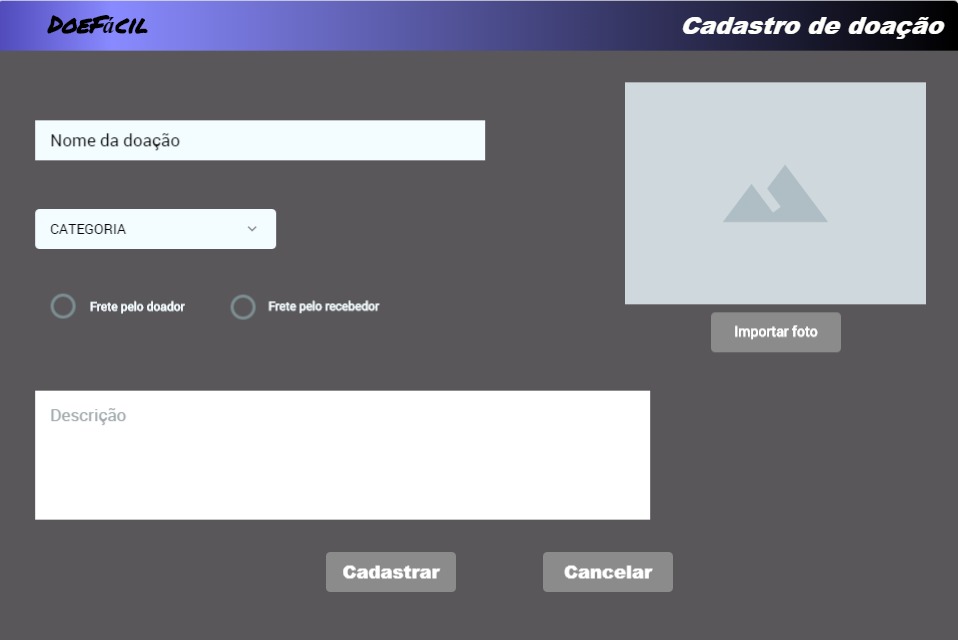 DoeFácil
Cadastro de doação
Nome da doação
CATEGORIA
Frete pelo doador
Frete pelo recebedor
Importar foto
Descrição
Cadastrar
Cancelar